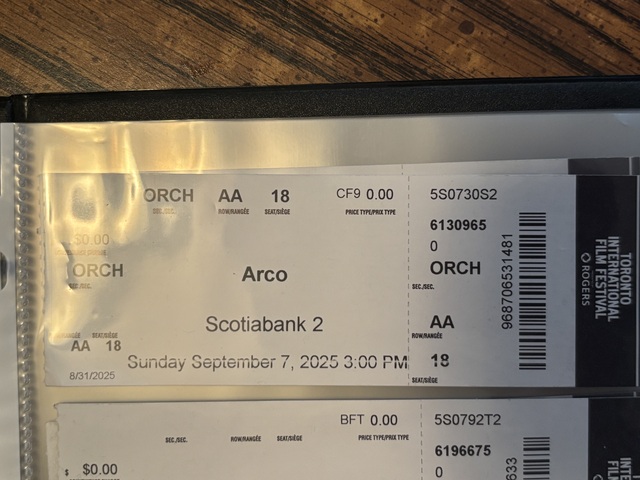 ORCH AA 18 CF9 0.00
SEC./SEC. ROW/RANGÉE SEAT/SIÈGE PRICE TYPE/PRIX TYPE
$0.00
ORCH
SEC./SEC.
Arco
Scotiabank 2
ROW/RANGÉE SEAT/SIÈGE
AA 18
Sunday September 7, 2025 3:00 PM
8/31/2025
5S0730S2
6130965
0
ORCH
SEC./SEC.
AA
ROW/RANGÉE
18
SEAT/SIÈGE
968706531481
TORONTO
INTERNATIONAL
FILM FESTIVAL
ROGERS
BFT 0.00
SEC./SEC. ROW/RANGÉE SEAT/SIÈGE PRICE TYPE/PRIX TYPE
$ $0.00
5S0792T2
6196675
0
633